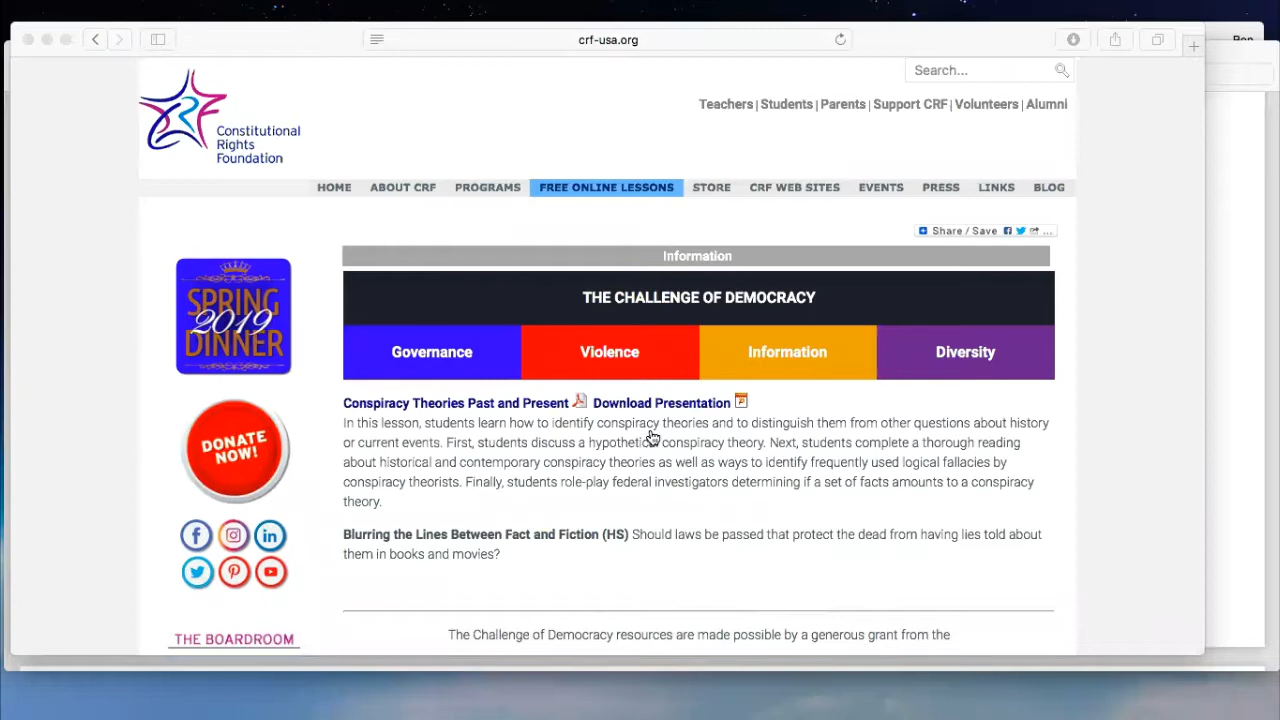 crf-usa.org
Search...
Teachers | Students | Parents | Support CRF | Volunteers | Alumni
CRF
Constitutional
Rights
Foundation
HOME ABOUT CRF PROGRAMS FREE ONLINE LESSONS STORE CRF WEB SITES EVENTS PRESS LINKS BLOG
Share / Save ...
Information
THE CHALLENGE OF DEMOCRACY
Governance Violence Information Diversity
SPRING
2019
DINNER
Conspiracy Theories Past and Present Download Presentation
In this lesson, students learn how to identify conspiracy theories and to distinguish them from other questions about history
or current events. First, students discuss a hypothetical conspiracy theory. Next, students complete a thorough reading
about historical and contemporary conspiracy theories as well as ways to identify frequently used logical fallacies by
conspiracy theorists. Finally, students role-play federal investigators determining if a set of facts amounts to a conspiracy
theory.
DONATE
NOW!
Blurring the Lines Between Fact and Fiction (HS) Should laws be passed that protect the dead from having lies told about
them in books and movies?
THE BOARDROOM
The Challenge of Democracy resources are made possible by a generous grant from the